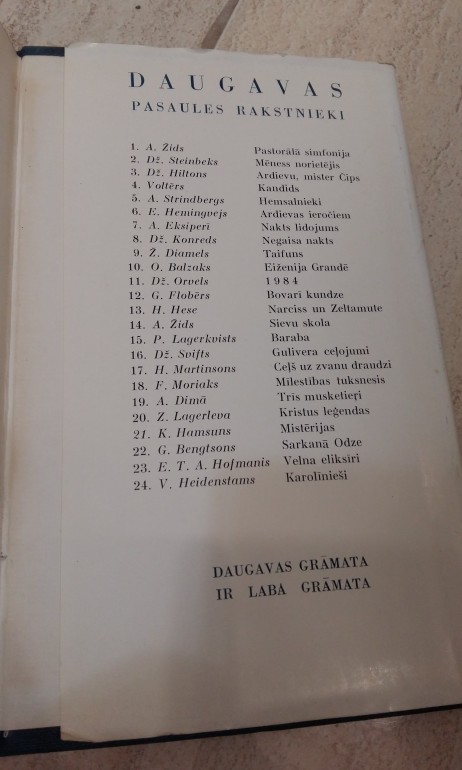 DAUGAVAS
PASAULES RAKSTNIEKI
1. A. Žids Pastorālā simfonija
2. Dž. Steinbeks Mēness norietējis
3. Dž. Hiltons Ardievu, mister Čips
4. Voltērs Kandids
5. A. Strindbergs Hemsalnieki
6. E. Hemingvejs Ardievas ieročiem
7. A. Eksiperī Nakts lidojums
8. Dž. Konreds Negaisa nakts
9. Ž. Diamels Taifuns
10. O. Balzaks Eiženija Grandē
11. Dž. Orvels 1984
12. G. Flobērs Bovarī kundze
13. H. Hese Narciss un Zeltamute
14. A. Žids Sievu skola
15. P. Lagerkvists Baraba
16. Dž. Svifts Gulivera ceļojumi
17. H. Martinsons Ceļš uz zvanu draudzi
18. F. Moriaks Mīlestības tuksnesis
19. A. Dimā Trīs musketieŗi
20. Z. Lagerleva Kristus leģendas
21. K. Hamsuns Mistērijas
22. G. Bengtsons Sarkanā Odze
23. E. T. A. Hofmanis Velna eliksīri
24. V. Heidenstams Karolīnieši
DAUGAVAS GRĀMATA
IR LABA GRĀMATA